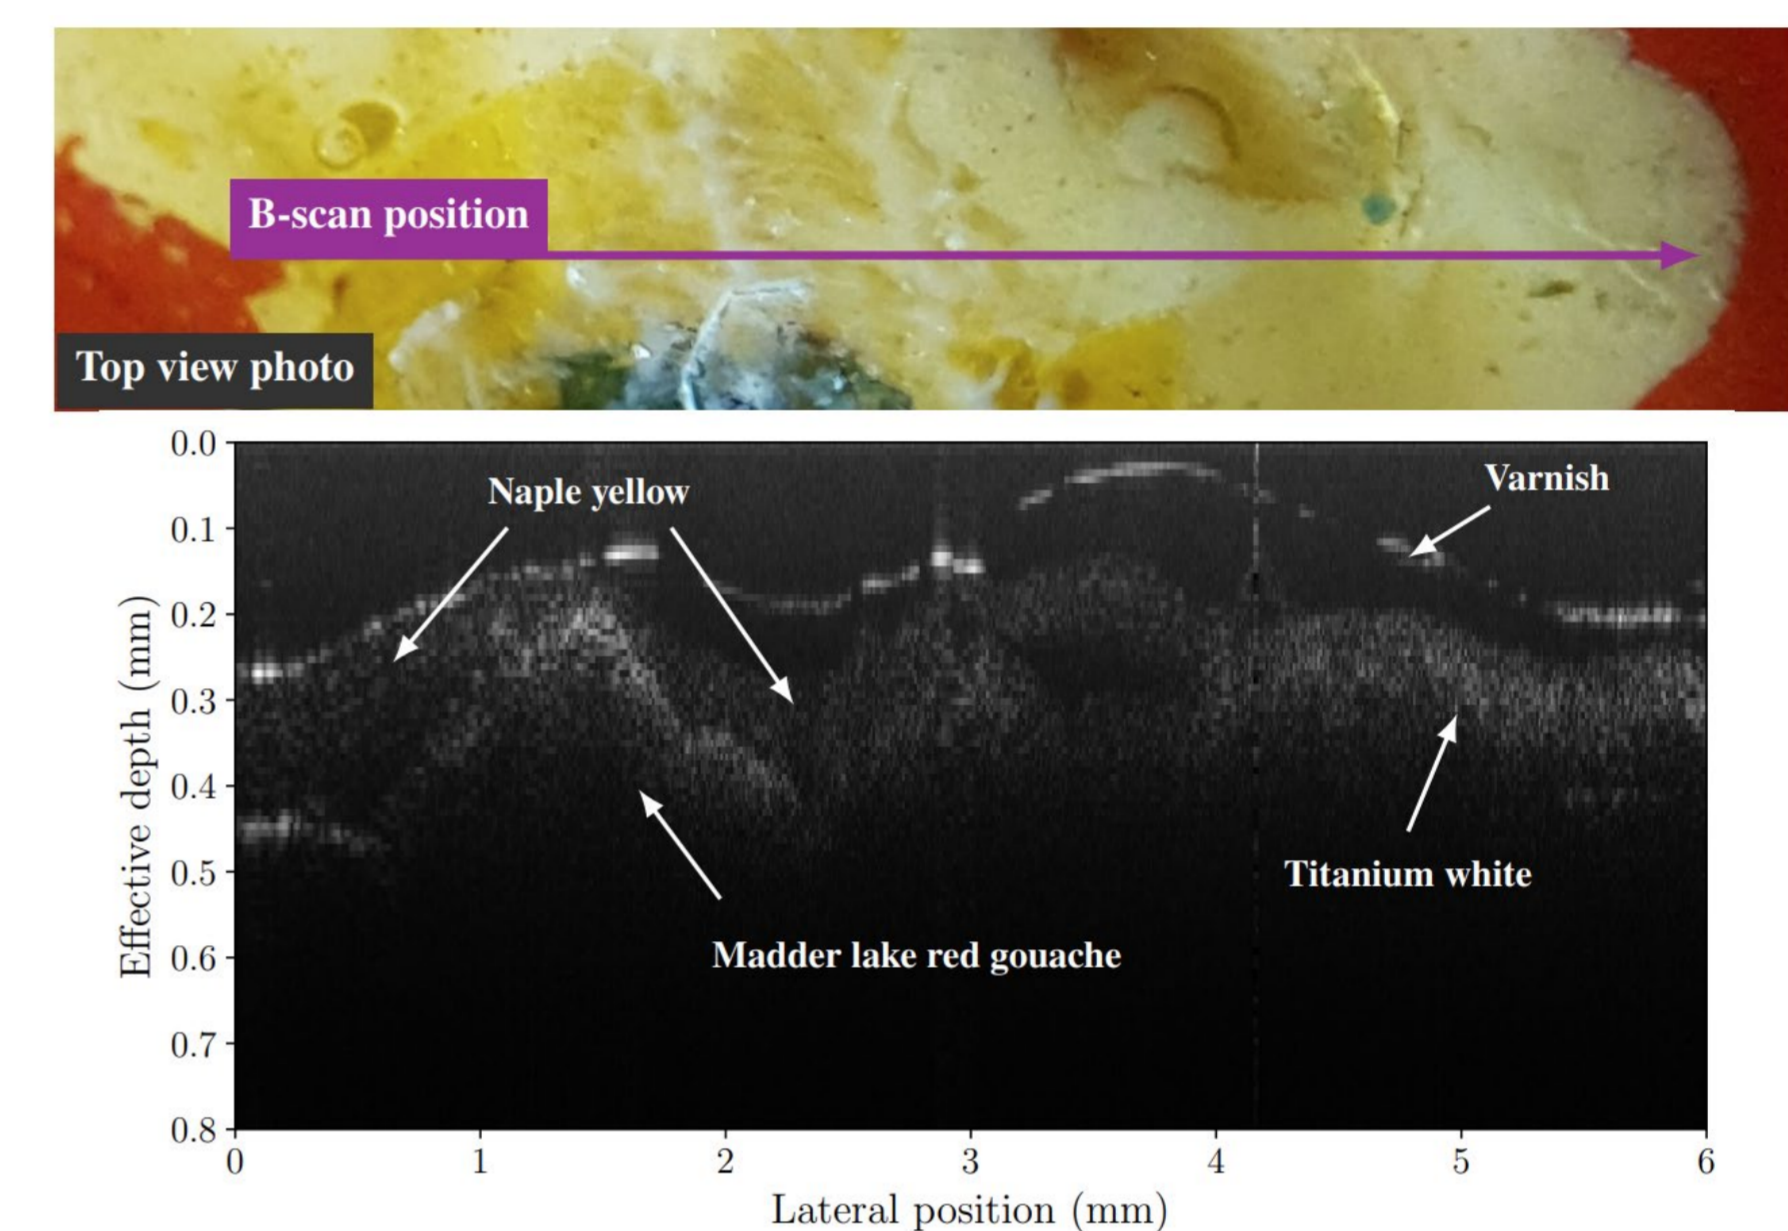 B-scan position
Top view photo
0.0
Naple yellow
Varnish
0.1
0.2
0.3
0.4
0.5
Titanium white
0.6
Madder lake red gouache
0.7
0.8
Effective depth (mm)
0 1 2 3 4 5 6
Lateral position (mm)